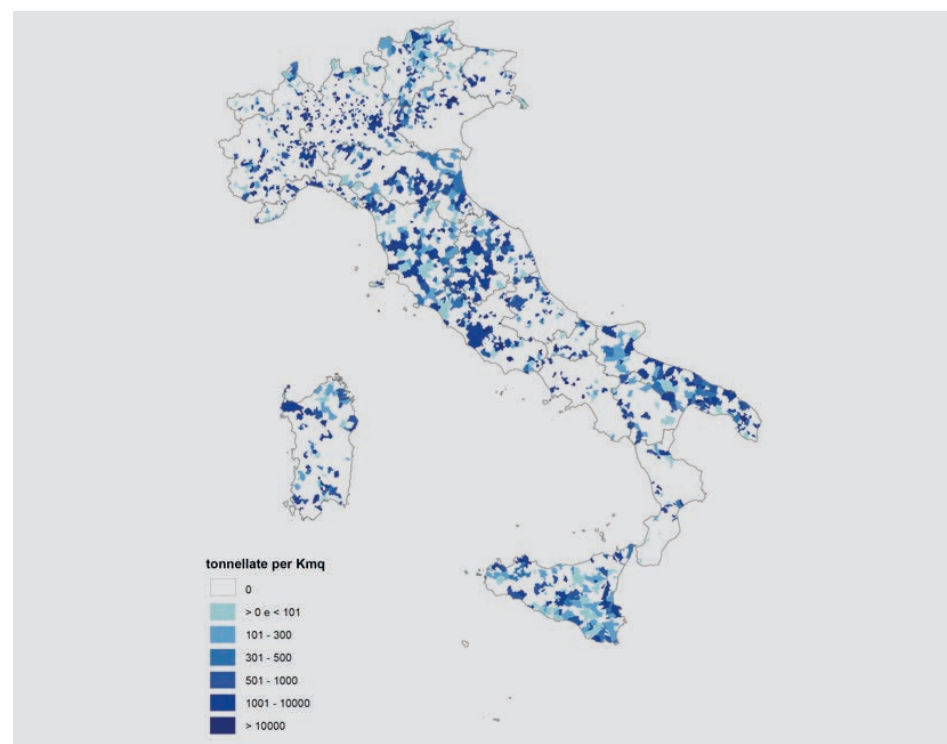 tonnellate per Kmq
0
> 0 e < 101
101 - 300
301 - 500
501 - 1000
1001 - 10000
> 10000